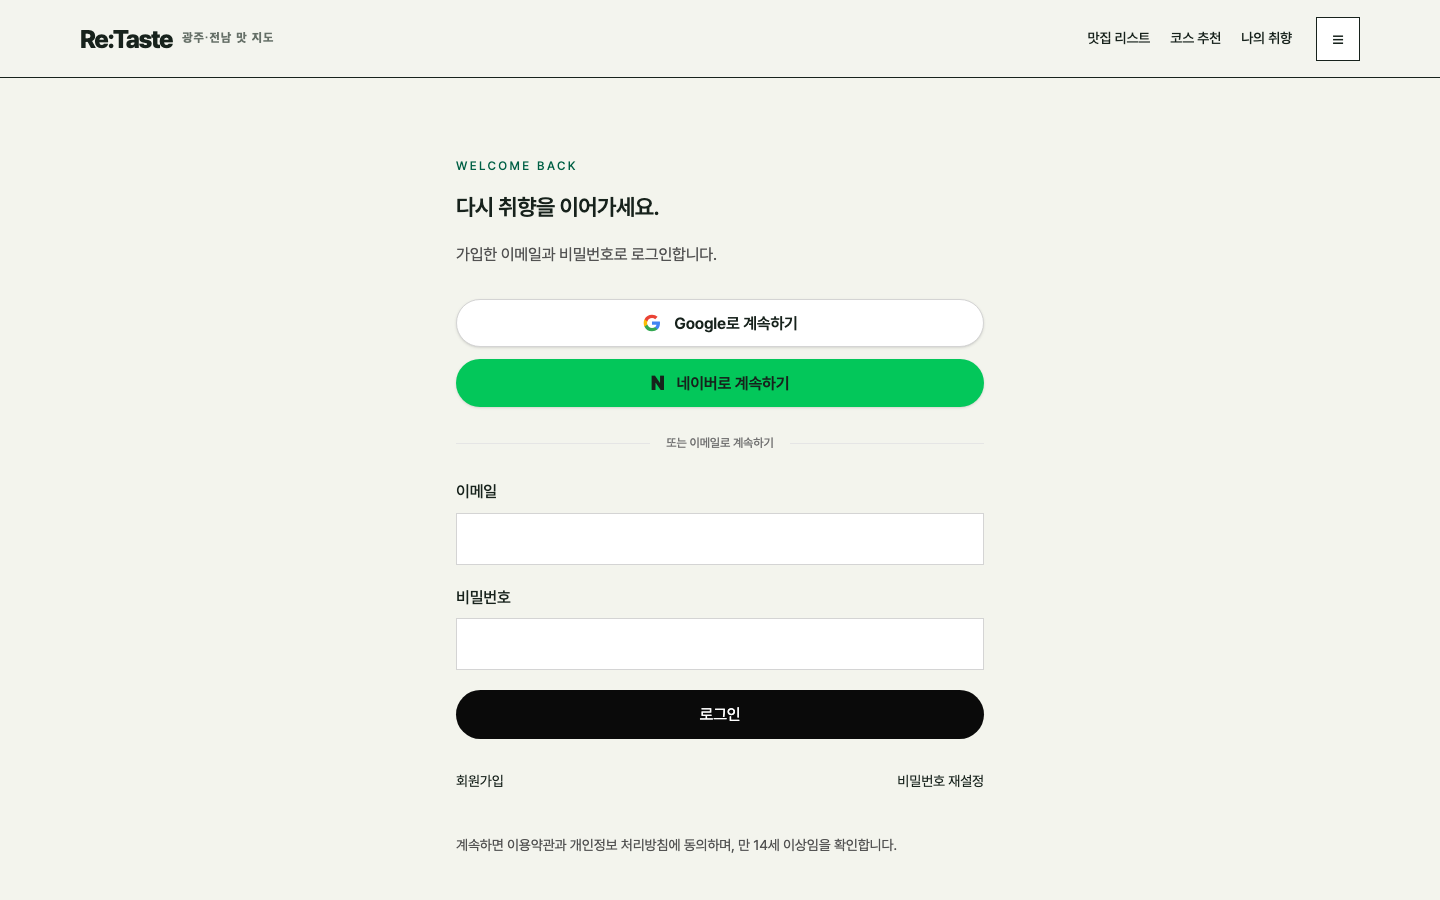 Re:Taste 광주·전남 맛 지도
맛집 리스트 코스 추천 나의 취향
WELCOME BACK
다시 취향을 이어가세요.
가입한 이메일과 비밀번호로 로그인합니다.
Google로 계속하기
N 네이버로 계속하기
또는 이메일로 계속하기
이메일
비밀번호
로그인
회원가입 비밀번호 재설정
계속하면 이용약관과 개인정보 처리방침에 동의하며, 만 14세 이상임을 확인합니다.